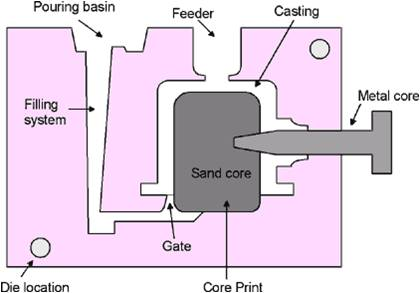 Pouring basin
Feeder
Casting
Metal core
Filling
system
Sand core
Gate
Die location
Core Print